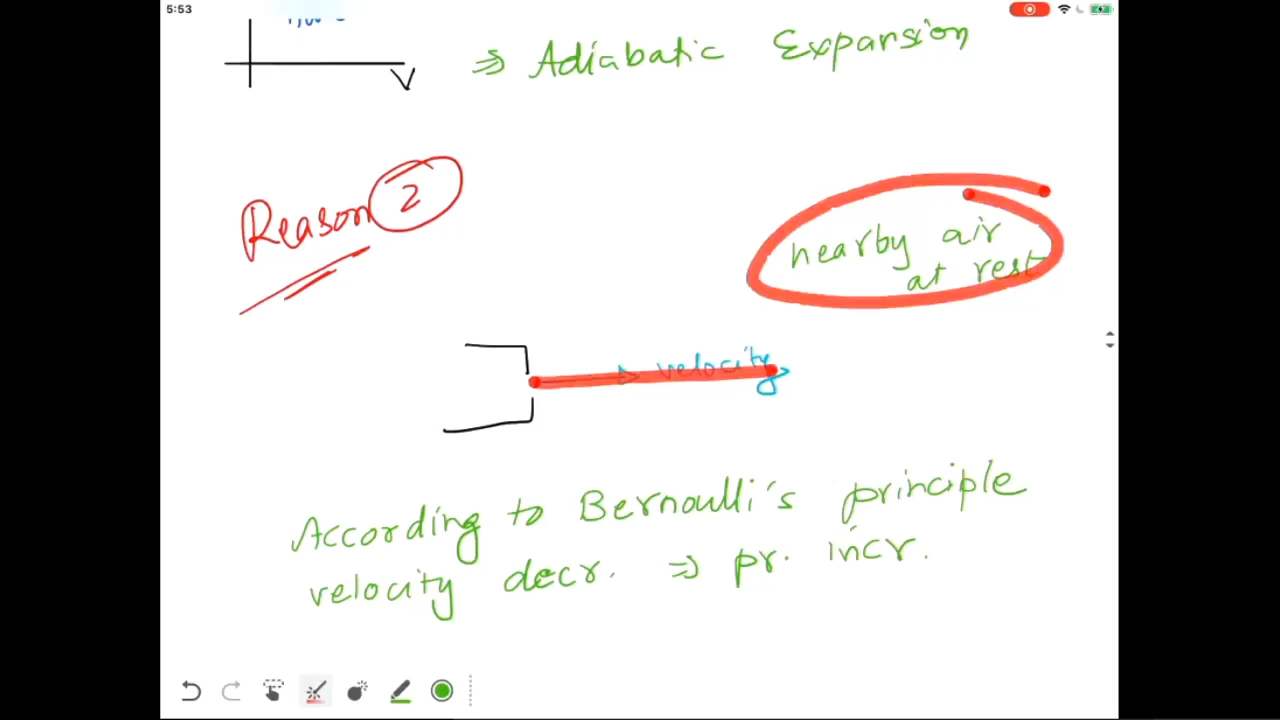 5:53
V
⇒ Adiabatic Expansion
Reason 2
nearby air
at rest
velocity
According to Bernoulli's principle
velocity decr. ⇒ pr. incr.